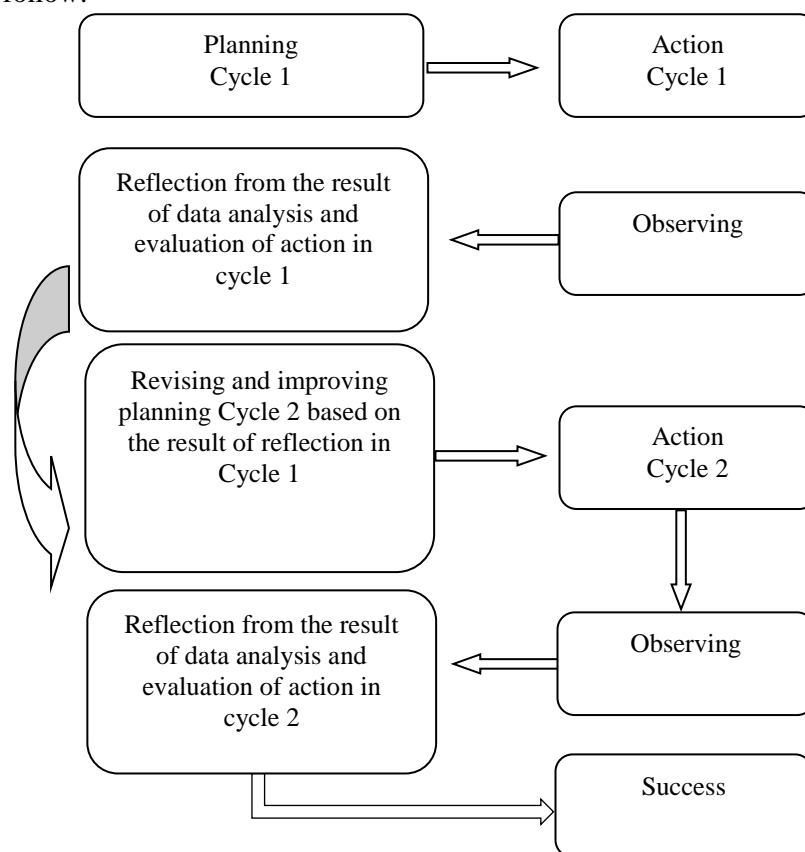 follow:
Planning
Cycle 1
Action
Cycle 1
Reflection from the result
of data analysis and
evaluation of action in
cycle 1
Observing
Revising and improving
planning Cycle 2 based on
the result of reflection in
Cycle 1
Action
Cycle 2
Reflection from the result
of data analysis and
evaluation of action in
cycle 2
Observing
Success